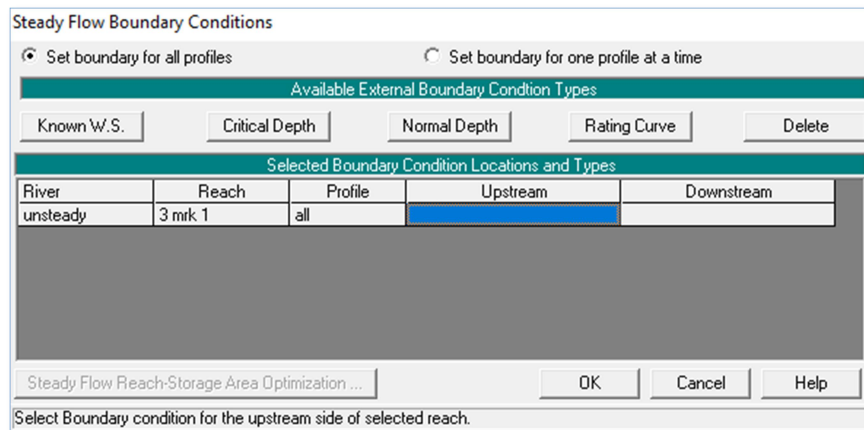 Steady Flow Boundary Conditions
Set boundary for all profiles Set boundary for one profile at a time
Available External Boundary Condtion Types
Known W.S. Critical Depth Normal Depth Rating Curve Delete
Selected Boundary Condition Locations and Types
River Reach Profile Upstream Downstream
unsteady 3 mrk 1 all
Steady Flow Reach-Storage Area Optimization ... OK Cancel Help
Select Boundary condition for the upstream side of selected reach.